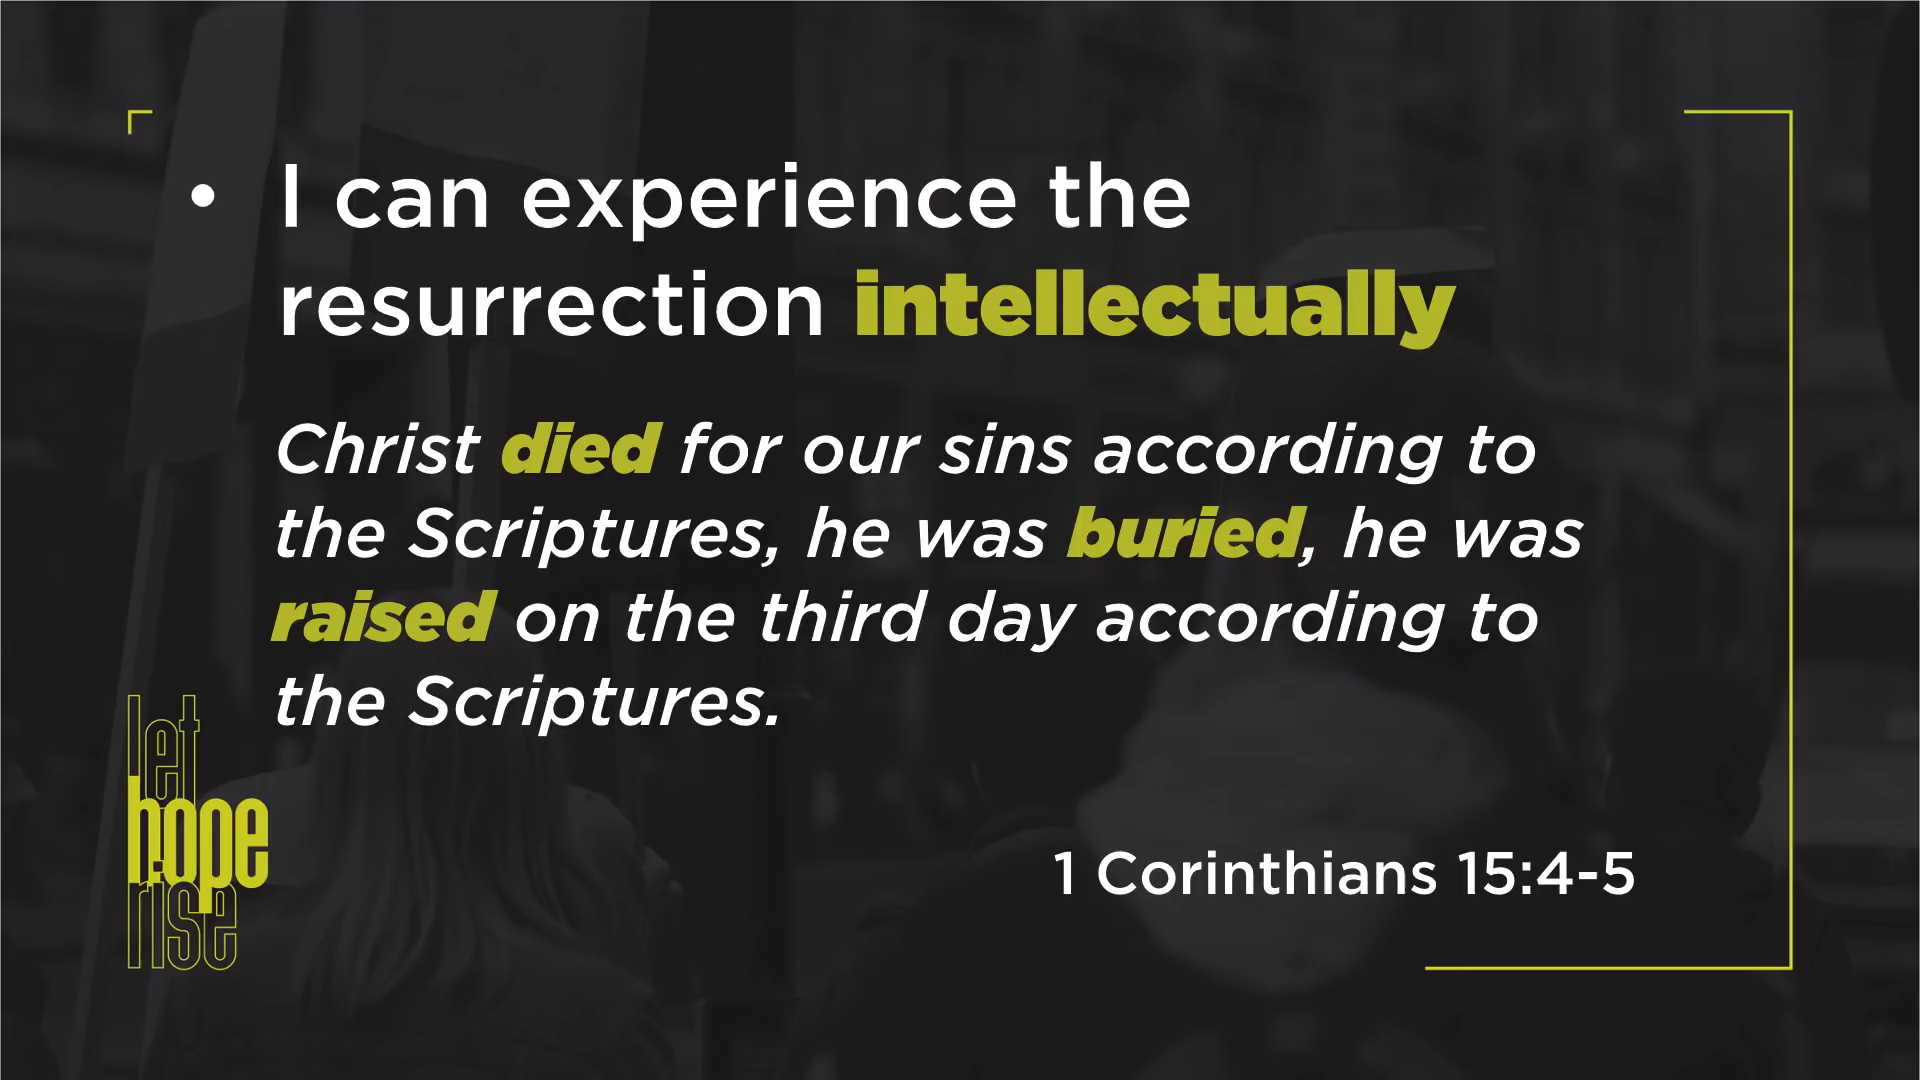 • I can experience the
resurrection intellectually
Christ died for our sins according to
the Scriptures, he was buried, he was
raised on the third day according to
the Scriptures.
let
hope
rise
1 Corinthians 15:4-5